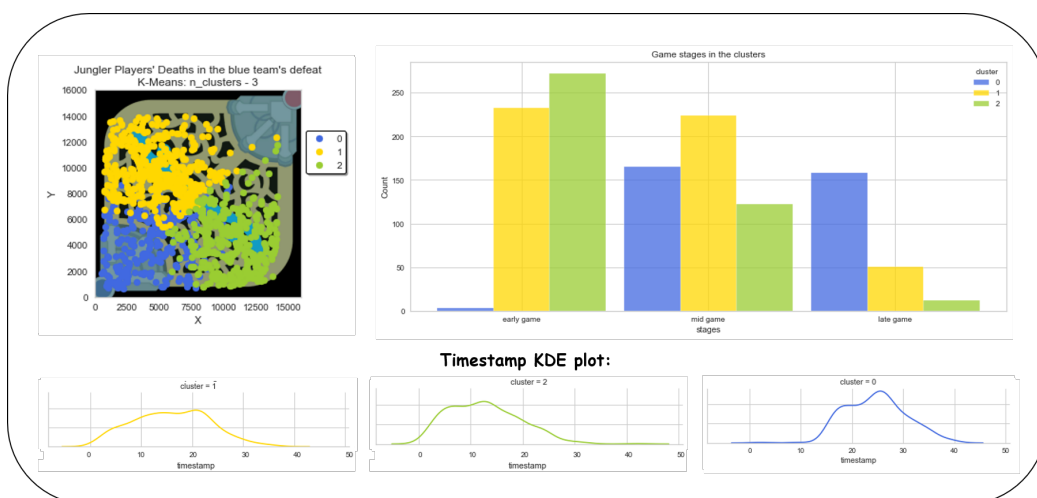 Jungler Players' Deaths in the blue team's defeat
K-Means: n_clusters - 3
16000
14000
12000
10000
8000
6000
4000
2000
0
Y
0 2500 5000 7500 10000 12500 15000
X
0
1
2
Game stages in the clusters
cluster
0
1
2
250
200
150
100
50
0
Count
early game mid game late game
stages
Timestamp KDE plot:
cluster = 1
0 10 20 30 40 50
timestamp
cluster = 2
0 10 20 30 40 50
timestamp
cluster = 0
0 10 20 30 40 50
timestamp